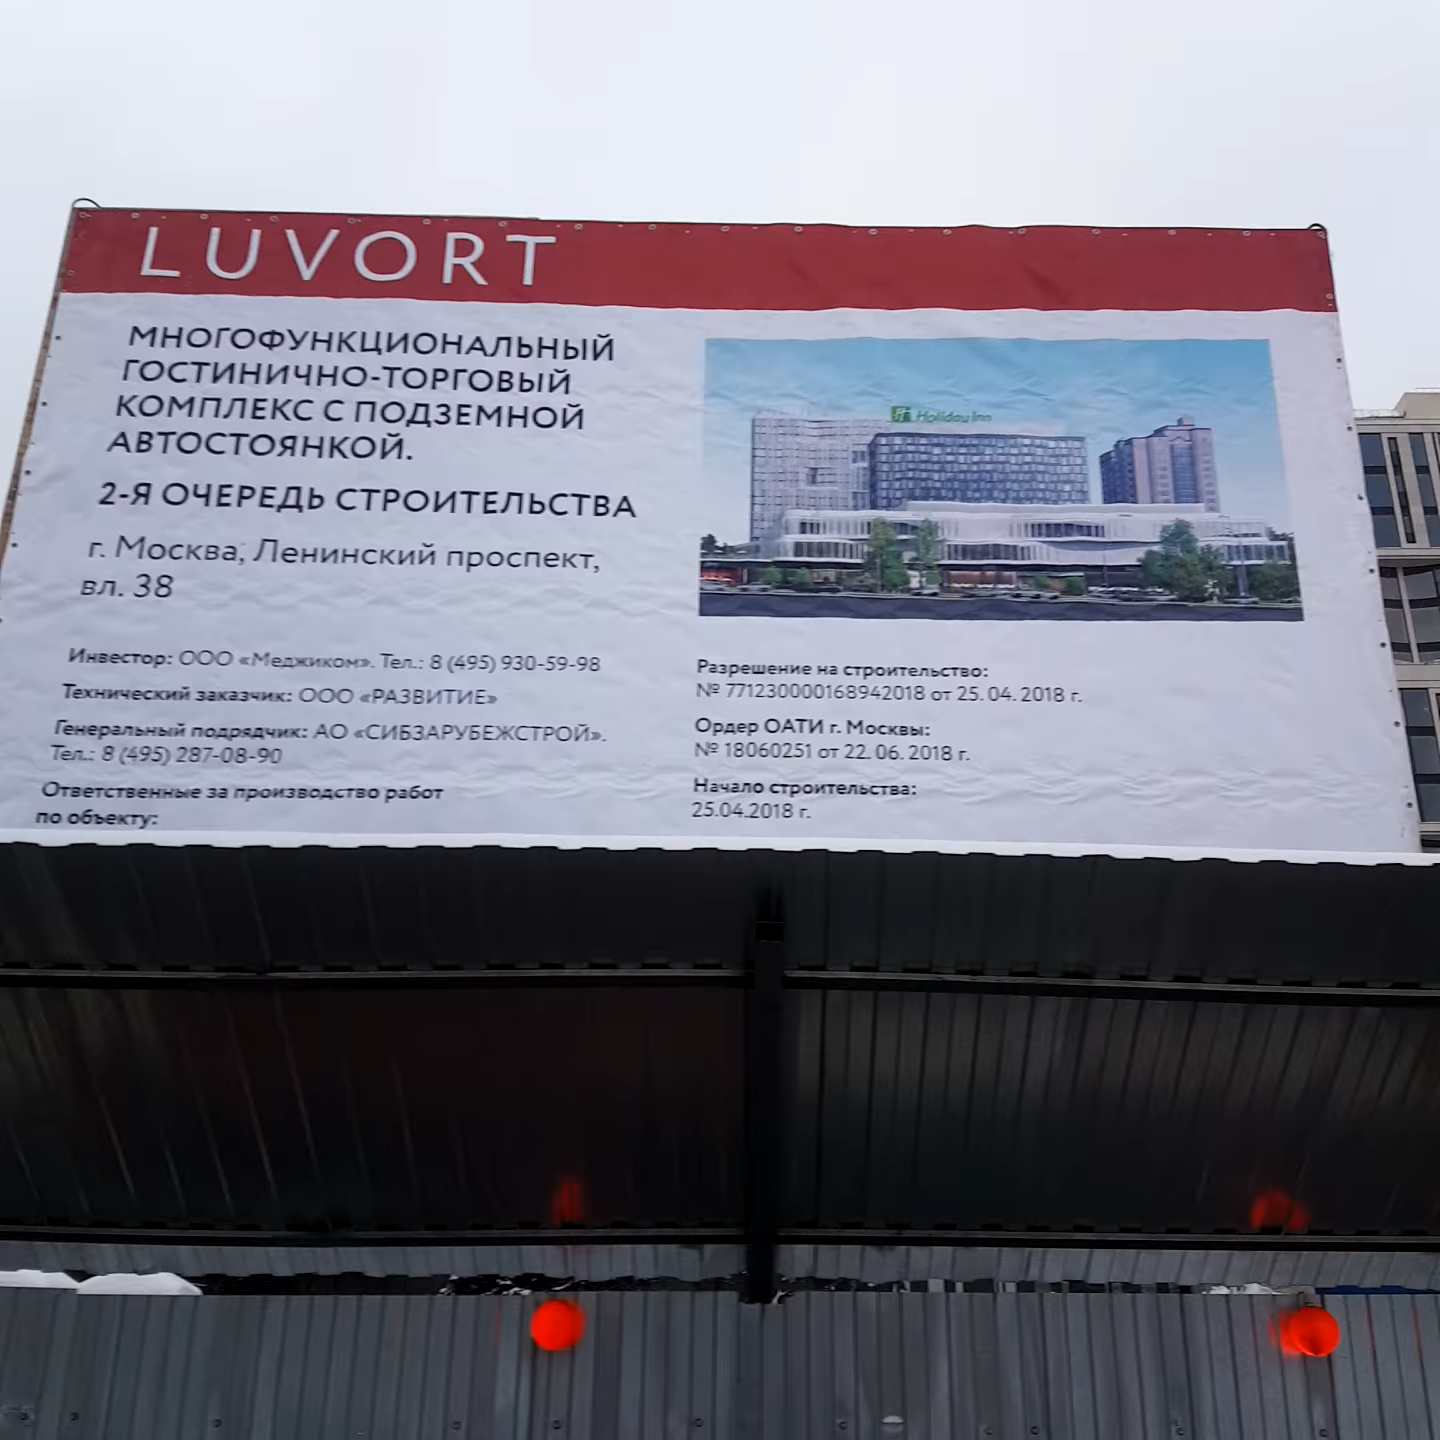 LUVORT
МНОГОФУНКЦИОНАЛЬНЫЙ
ГОСТИНИЧНО-ТОРГОВЫЙ
КОМПЛЕКС С ПОДЗЕМНОЙ
АВТОСТОЯНКОЙ.
2-Я ОЧЕРЕДЬ СТРОИТЕЛЬСТВА
г. Москва, Ленинский проспект,
вл. 38
Инвестор: ООО «Меджиком». Тел.: 8 (495) 930-59-98
Технический заказчик: ООО «РАЗВИТИЕ»
Генеральный подрядчик: АО «СИБЗАРУБЕЖСТРОЙ».
Тел.: 8 (495) 287-08-90
Ответственные за производство работ
по объекту:
Holiday Inn
Разрешение на строительство:
№ 771230000168942018 от 25. 04. 2018 г.
Ордер ОАТИ г. Москвы:
№ 18060251 от 22. 06. 2018 г.
Начало строительства:
25.04.2018 г.